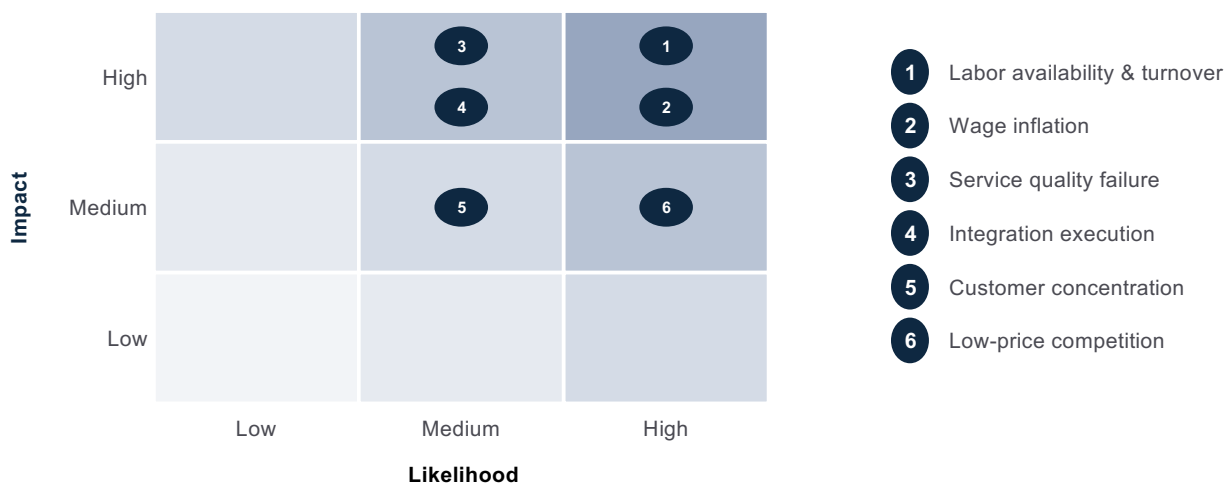 Impact
High
Medium
Low
3
1
4
2
5
6
Low
Medium
High
Likelihood
1 Labor availability & turnover
2 Wage inflation
3 Service quality failure
4 Integration execution
5 Customer concentration
6 Low-price competition